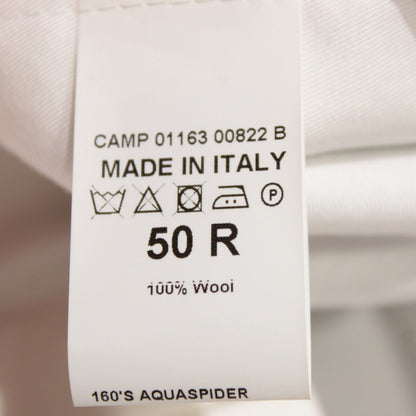 CAMP 01163 00822 B
MADE IN ITALY
P
50 R
100% Wool
160'S AQUASPIDER